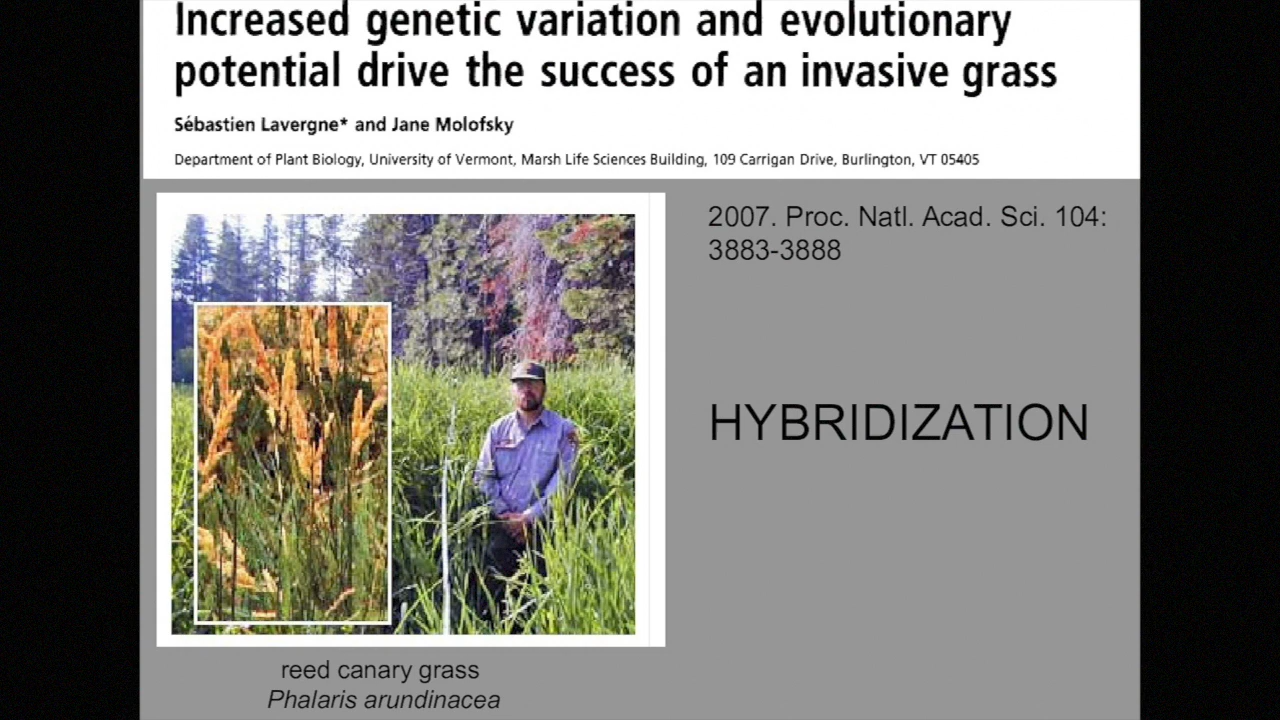 Increased genetic variation and evolutionary
potential drive the success of an invasive grass
Sébastien Lavergne* and Jane Molofsky
Department of Plant Biology, University of Vermont, Marsh Life Sciences Building, 109 Carrigan Drive, Burlington, VT 05405
2007. Proc. Natl. Acad. Sci. 104:
3883-3888
HYBRIDIZATION
reed canary grass
Phalaris arundinacea